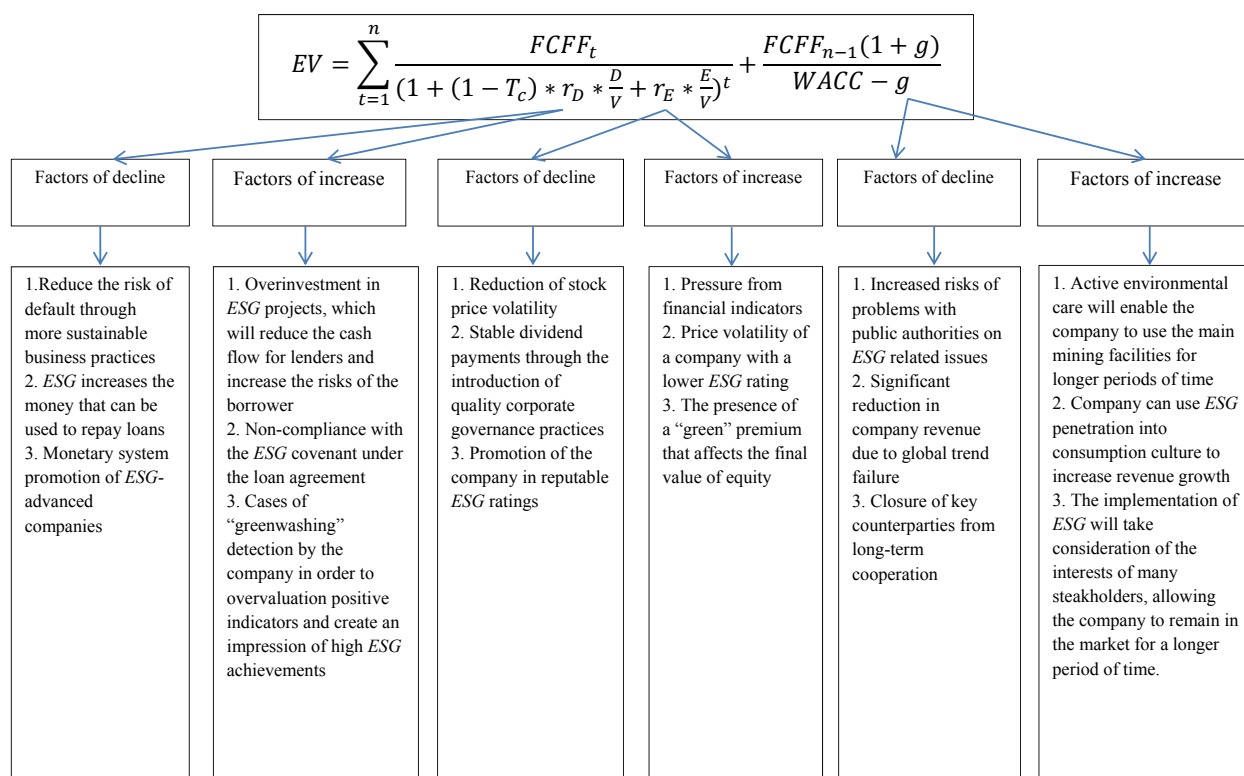 EV = \sum_{t=1}^{n} \frac{FCFF_t}{(1 + (1 - T_c) * r_D * \frac{D}{V} + r_E * \frac{E}{V})^t} + \frac{FCFF_{n-1}(1 + g)}{WACC - g}
Factors of decline
Factors of increase
Factors of decline
Factors of increase
Factors of decline
Factors of increase
1.Reduce the risk of
default through
more sustainable
business practices
2. ESG increases the
money that can be
used to repay loans
3. Monetary system
promotion of ESG-
advanced
companies
1. Overinvestment in
ESG projects, which
will reduce the cash
flow for lenders and
increase the risks of the
borrower
2. Non-compliance with
the ESG covenant under
the loan agreement
3. Cases of
“greenwashing”
detection by the
company in order to
overvaluation positive
indicators and create an
impression of high ESG
achievements
1. Reduction of stock
price volatility
2. Stable dividend
payments through the
introduction of
quality corporate
governance practices
3. Promotion of the
company in reputable
ESG ratings
1. Pressure from
financial indicators
2. Price volatility of
a company with a
lower ESG rating
3. The presence of
a “green” premium
that affects the final
value of equity
1. Increased risks of
problems with
public authorities on
ESG related issues
2. Significant
reduction in
company revenue
due to global trend
failure
3. Closure of key
counterparties from
long-term
cooperation
1. Active environmental
care will enable the
company to use the main
mining facilities for
longer periods of time
2. Company can use ESG
penetration into
consumption culture to
increase revenue growth
3. The implementation of
ESG will take
consideration of the
interests of many
steakholders, allowing
the company to remain in
the market for a longer
period of time.